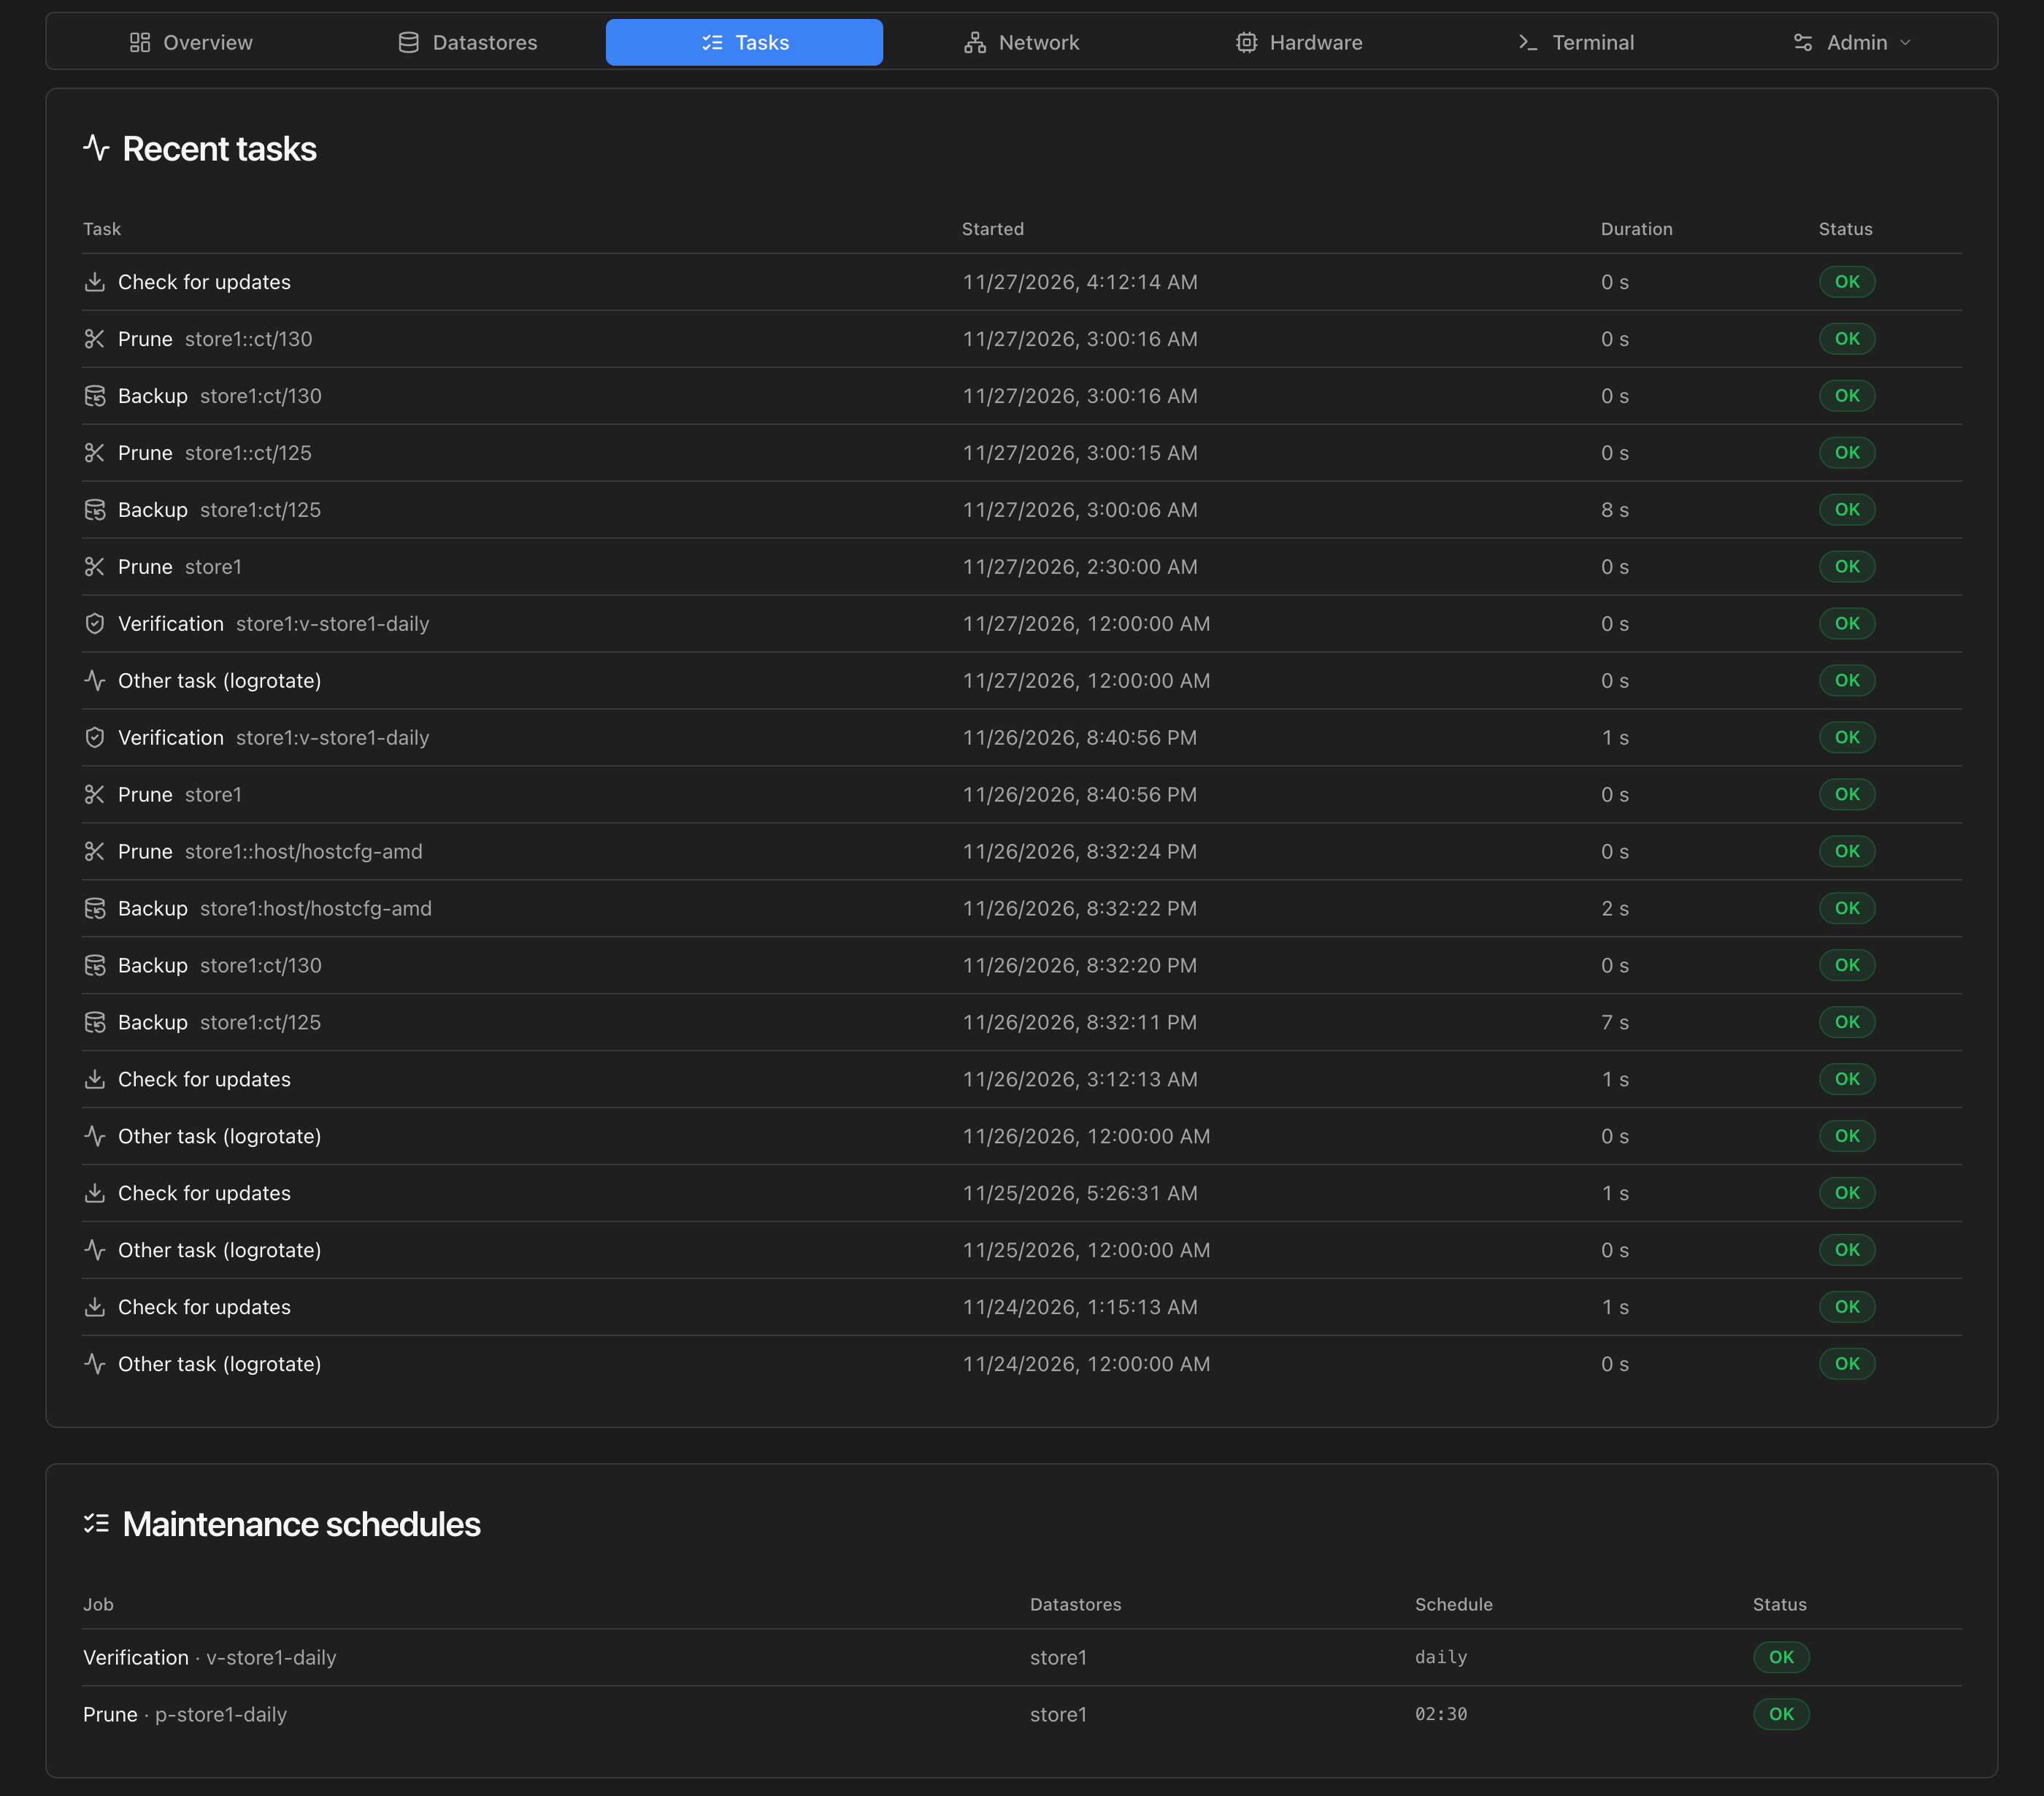 Overview Datastores Tasks Network Hardware Terminal Admin
Recent tasks
Task Started Duration Status
Check for updates 11/27/2026, 4:12:14 AM 0 s OK
Prune store1::ct/130 11/27/2026, 3:00:16 AM 0 s OK
Backup store1:ct/130 11/27/2026, 3:00:16 AM 0 s OK
Prune store1::ct/125 11/27/2026, 3:00:15 AM 0 s OK
Backup store1:ct/125 11/27/2026, 3:00:06 AM 8 s OK
Prune store1 11/27/2026, 2:30:00 AM 0 s OK
Verification store1:v-store1-daily 11/27/2026, 12:00:00 AM 0 s OK
Other task (logrotate) 11/27/2026, 12:00:00 AM 0 s OK
Verification store1:v-store1-daily 11/26/2026, 8:40:56 PM 1 s OK
Prune store1 11/26/2026, 8:40:56 PM 0 s OK
Prune store1::host/hostcfg-amd 11/26/2026, 8:32:24 PM 0 s OK
Backup store1:host/hostcfg-amd 11/26/2026, 8:32:22 PM 2 s OK
Backup store1:ct/130 11/26/2026, 8:32:20 PM 0 s OK
Backup store1:ct/125 11/26/2026, 8:32:11 PM 7 s OK
Check for updates 11/26/2026, 3:12:13 AM 1 s OK
Other task (logrotate) 11/26/2026, 12:00:00 AM 0 s OK
Check for updates 11/25/2026, 5:26:31 AM 1 s OK
Other task (logrotate) 11/25/2026, 12:00:00 AM 0 s OK
Check for updates 11/24/2026, 1:15:13 AM 1 s OK
Other task (logrotate) 11/24/2026, 12:00:00 AM 0 s OK
Maintenance schedules
Job Datastores Schedule Status
Verification · v-store1-daily store1 daily OK
Prune · p-store1-daily store1 02:30 OK